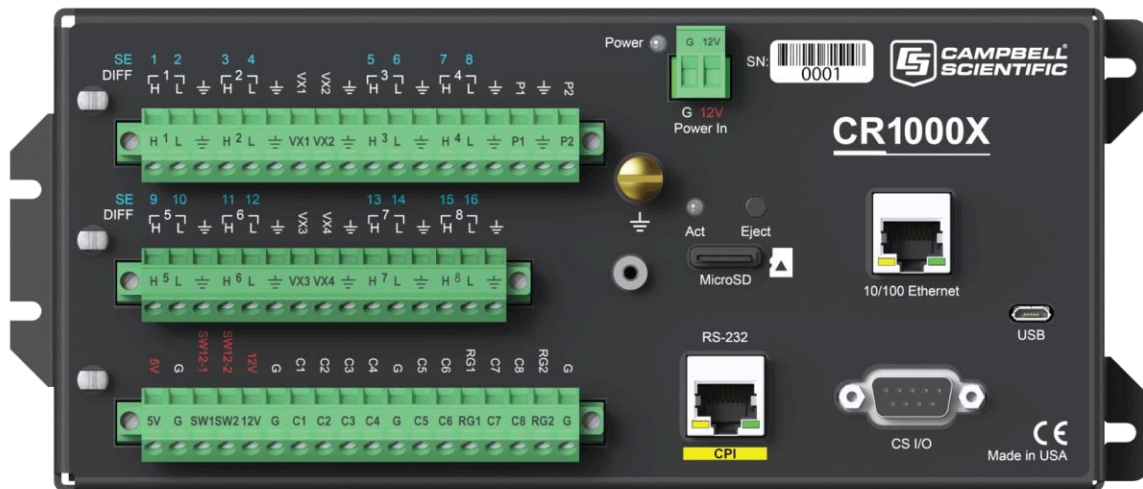 Power
G 12V
SN:
0001
CAMPBELL®
SCIENTIFIC
G 12V
Power In
CR1000X
SE 1 2 3 4 5 6 7 8
DIFF 1 2 VX1 VX2 3 4 P1 P2
H L H L H L H L
H 1 L H 2 L VX1 VX2 H 3 L H 4 L P1 P2
SE 9 10 11 12 13 14 15 16
DIFF 5 6 VX3 VX4 7 8
H L H L H L H L
H 5 L H 6 L VX3 VX4 H 7 L H 8 L
Act Eject
MicroSD
10/100 Ethernet
USB
5V G SW12-1 SW12-2 12V G C1 C2 C3 C4 G C5 C6 RG1 C7 C8 RG2 G
5V G SW1 SW2 12V G C1 C2 C3 C4 G C5 C6 RG1 C7 C8 RG2 G
RS-232
CPI
CS I/O
CE
Made in USA